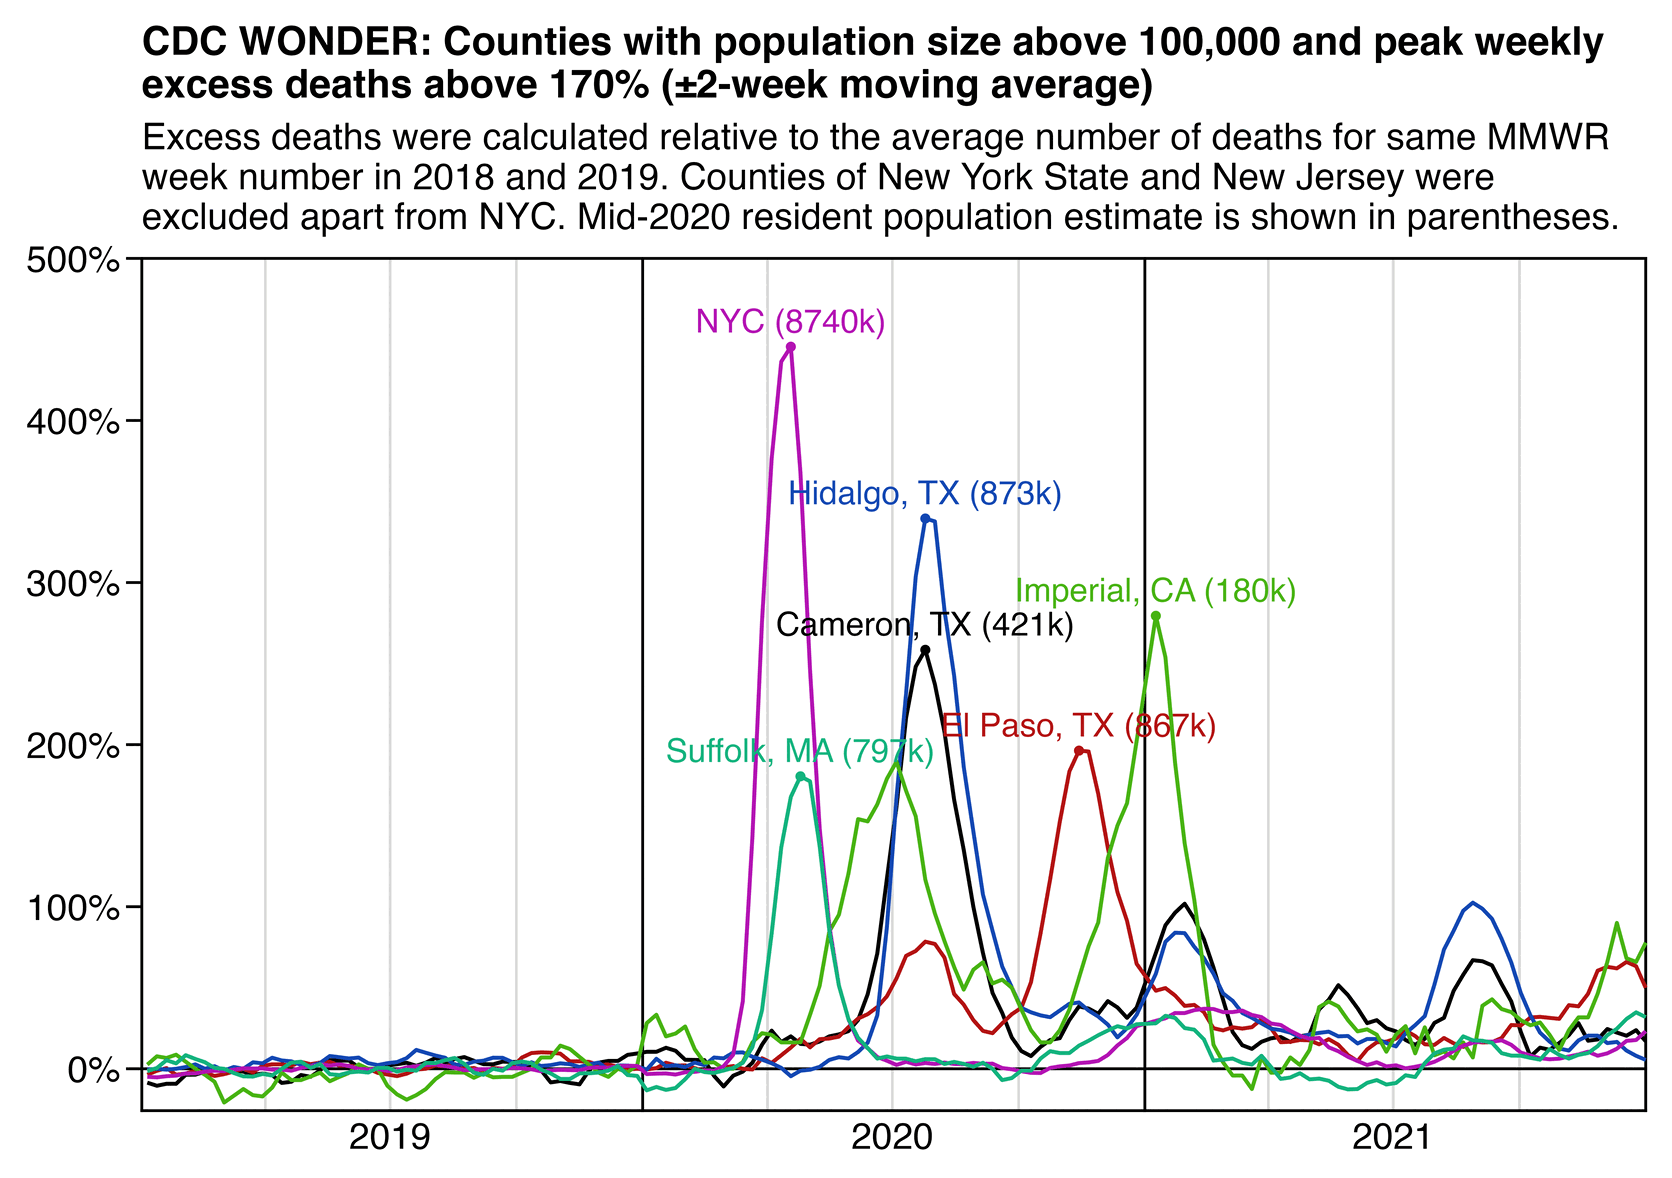 CDC WONDER: Counties with population size above 100,000 and peak weekly
excess deaths above 170% (±2-week moving average)
Excess deaths were calculated relative to the average number of deaths for same MMWR
week number in 2018 and 2019. Counties of New York State and New Jersey were
excluded apart from NYC. Mid-2020 resident population estimate is shown in parentheses.
500%
NYC (8740k)
400%
Hidalgo, TX (873k)
300%
Imperial, CA (180k)
Cameron, TX (421k)
El Paso, TX (867k)
200%
Suffolk, MA (797k)
100%
0%
2019
2020
2021